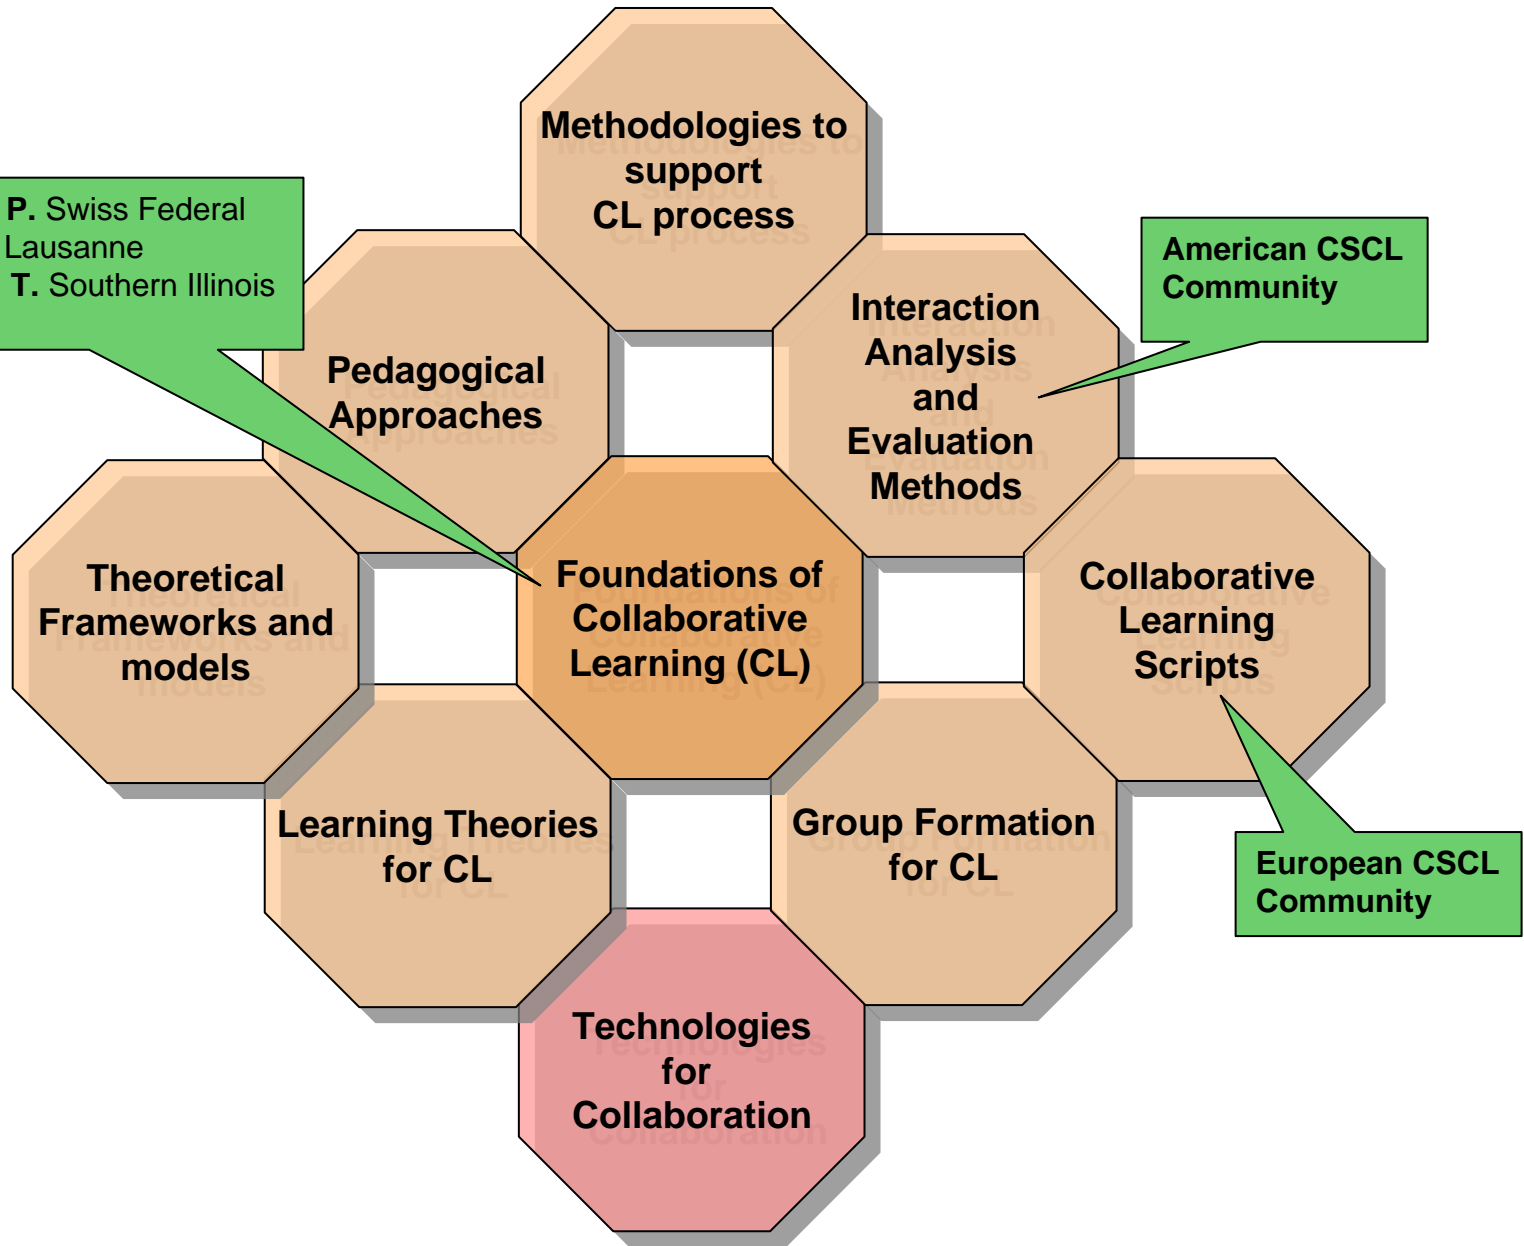 Methodologies to
support
CL process
P. Swiss Federal
Lausanne
T. Southern Illinois
American CSCL
Community
Pedagogical
Approaches
Interaction
Analysis
and
Evaluation
Methods
Theoretical
Frameworks and
models
Foundations of
Collaborative
Learning (CL)
Collaborative
Learning
Scripts
Learning Theories
for CL
Group Formation
for CL
European CSCL
Community
Technologies
for
Collaboration